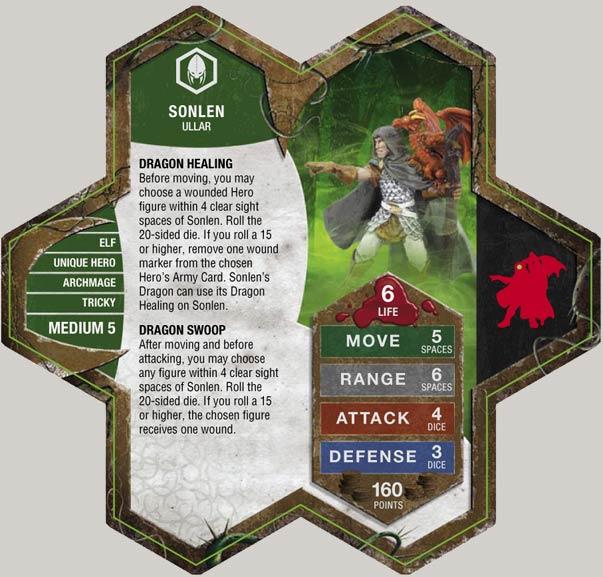 SONLEN
ULLAR
DRAGON HEALING
Before moving, you may
choose a wounded Hero
figure within 4 clear sight
spaces of Sonlen. Roll the
20-sided die. If you roll a 15
or higher, remove one wound
marker from the chosen
Hero's Army Card. Sonlen's
Dragon can use its Dragon
Healing on Sonlen.
DRAGON SWOOP
After moving and before
attacking, you may choose
any figure within 4 clear sight
spaces of Sonlen. Roll the
20-sided die. If you roll a 15
or higher, the chosen figure
receives one wound.
ELF
UNIQUE HERO
ARCHMAGE
TRICKY
MEDIUM 5
6
LIFE
MOVE 5 SPACES
RANGE 6 SPACES
ATTACK 4 DICE
DEFENSE 3 DICE
160
POINTS